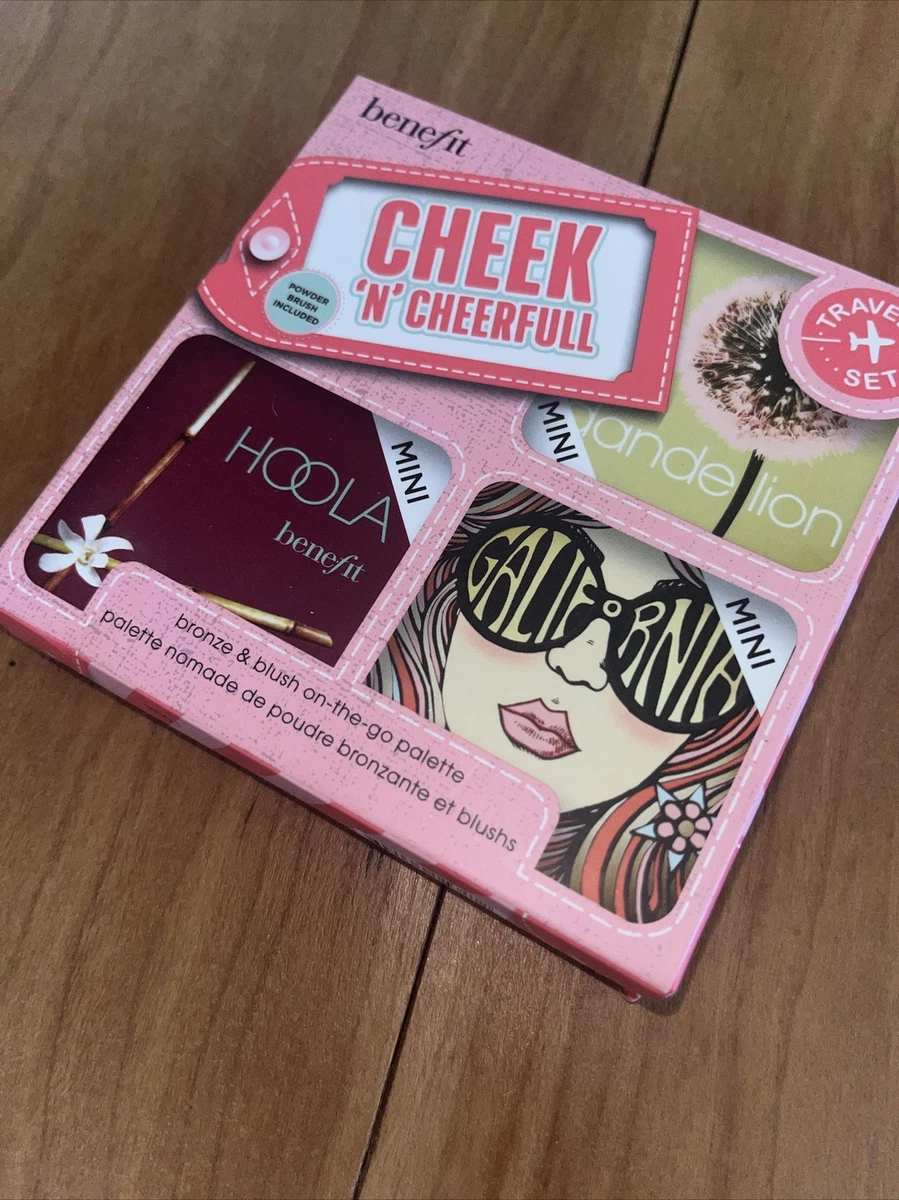 benefit
CHEEK
'N' CHEERFULL
POWDER
BRUSH
INCLUDED
TRAVEL
SET
MINI
dandelion
HOOLA
benefit
MINI
GALIFORNIA
MINI
bronze & blush on-the-go palette
palette nomade de poudre bronzante et blushs